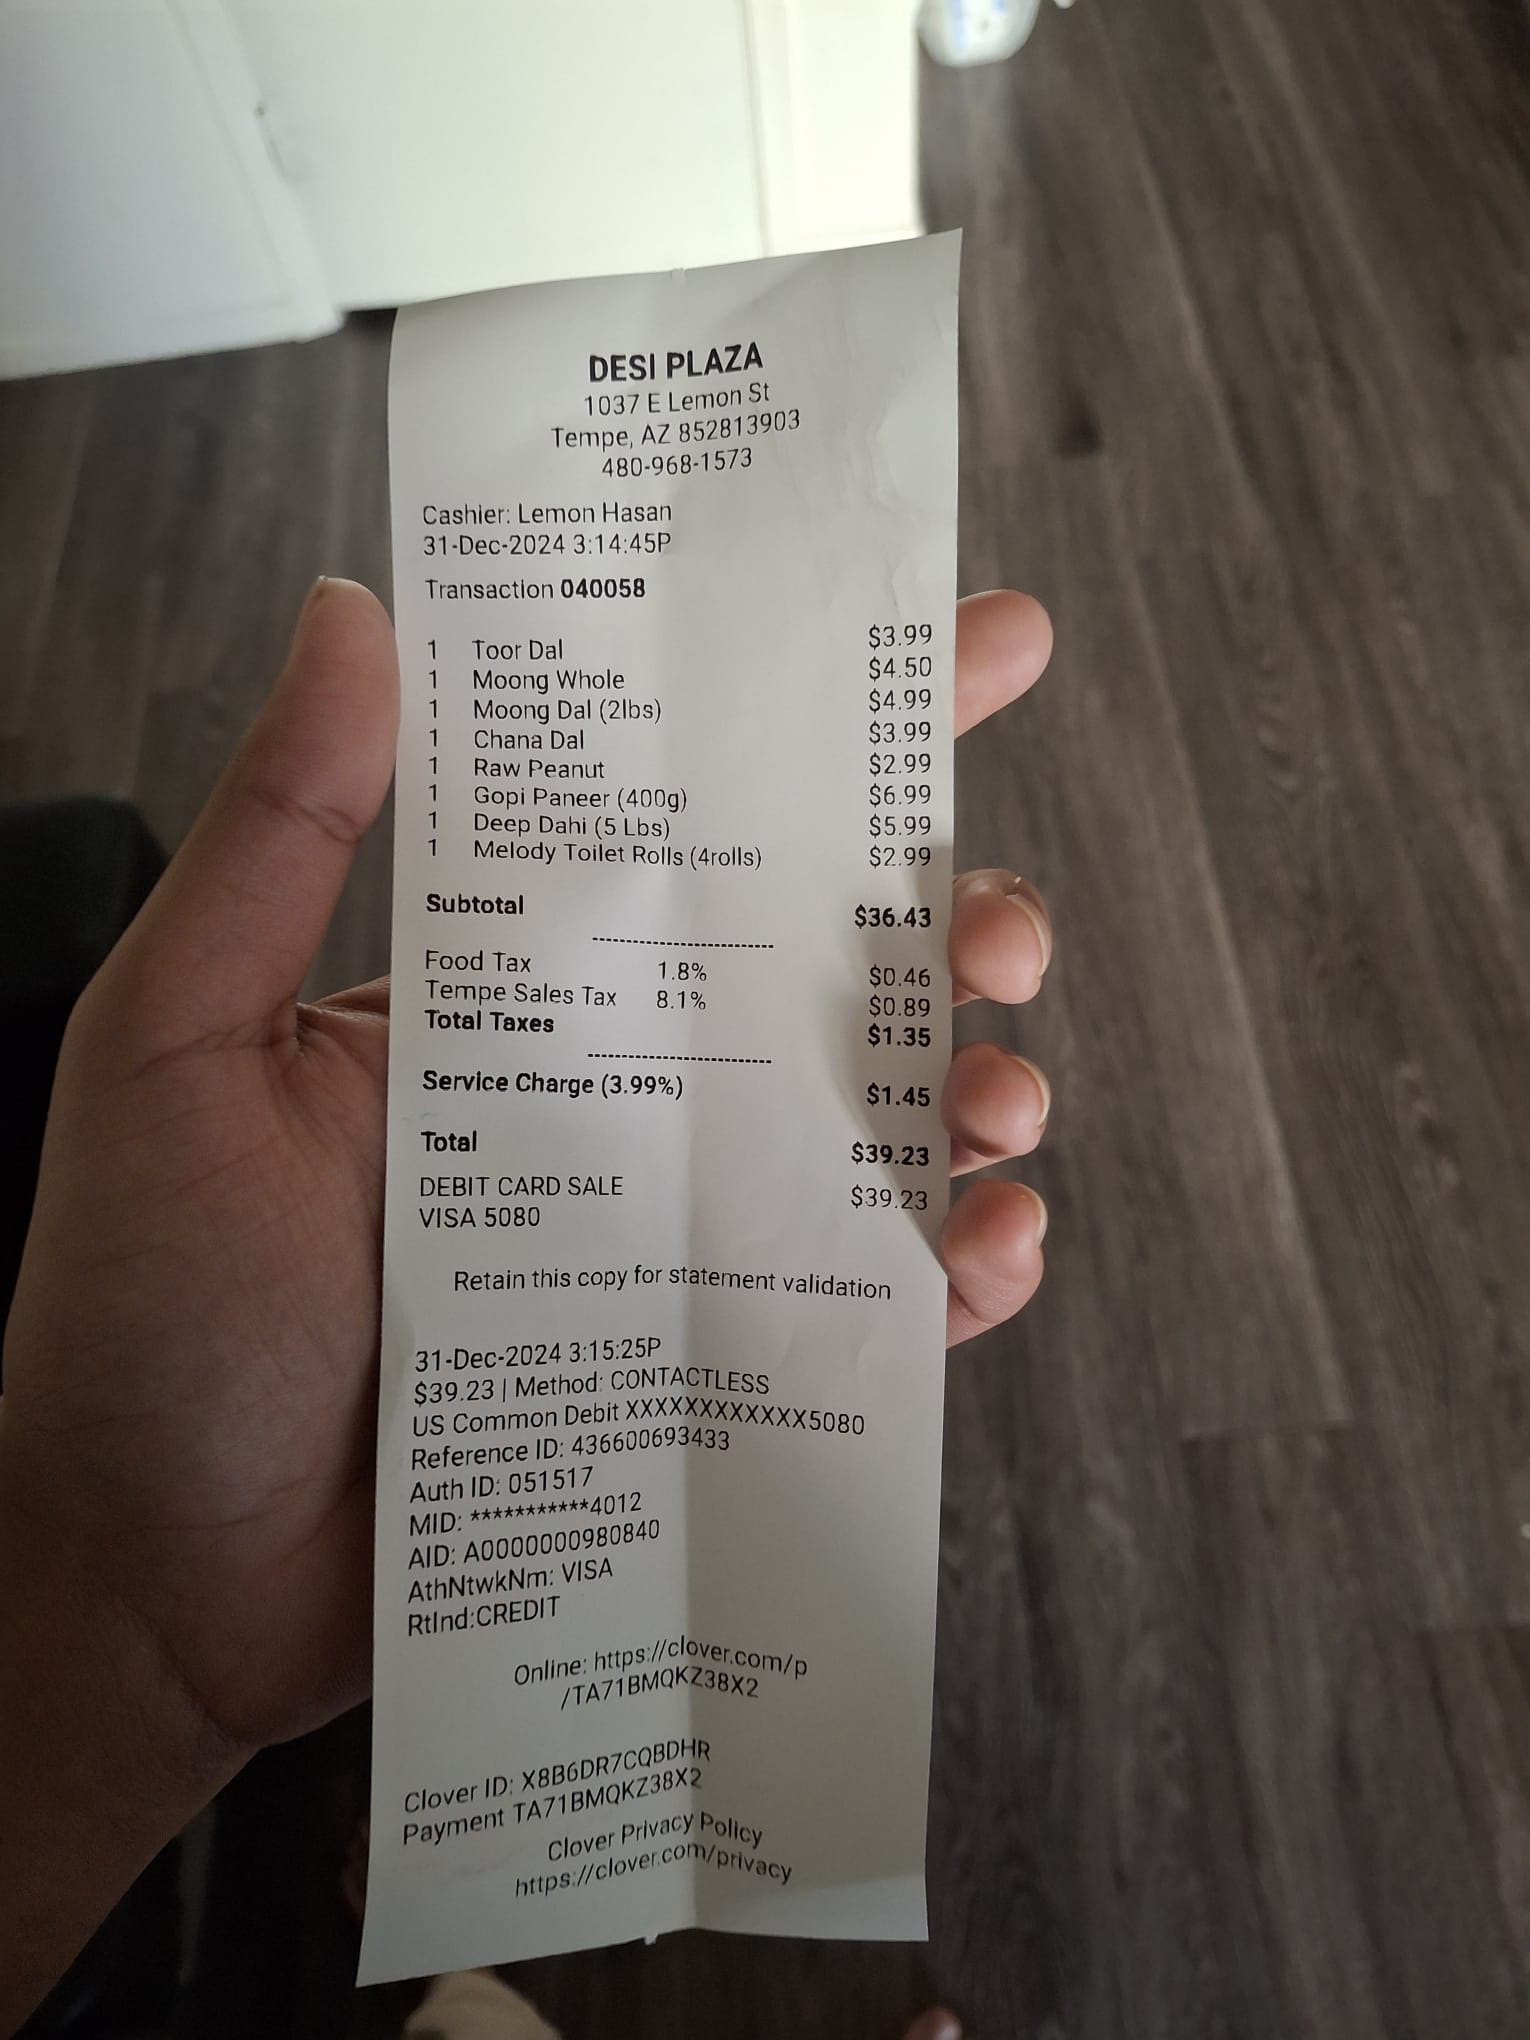 DESI PLAZA
1037 E Lemon St
Tempe, AZ 852813903
480-968-1573
Cashier: Lemon Hasan
31-Dec-2024 3:14:45P
Transaction 040058
1 Toor Dal $3.99
1 Moong Whole $4.50
1 Moong Dal (2lbs) $4.99
1 Chana Dal $3.99
1 Raw Peanut $2.99
1 Gopi Paneer (400g) $6.99
1 Deep Dahi (5 Lbs) $5.99
1 Melody Toilet Rolls (4rolls) $2.99
Subtotal $36.43
Food Tax 1.8% $0.46
Tempe Sales Tax 8.1% $0.89
Total Taxes $1.35
Service Charge (3.99%) $1.45
Total $39.23
DEBIT CARD SALE $39.23
VISA 5080
Retain this copy for statement validation
31-Dec-2024 3:15:25P
$39.23 | Method: CONTACTLESS
US Common Debit XXXXXXXXXXXX5080
Reference ID: 436600693433
Auth ID: 051517
MID: ***********4012
AID: A0000000980840
AthNtwkNm: VISA
RtInd:CREDIT
Online: https://clover.com/p
/TA71BMQKZ38X2
Clover ID: X8B6DR7CQBDHR
Payment TA71BMQKZ38X2
Clover Privacy Policy
https://clover.com/privacy